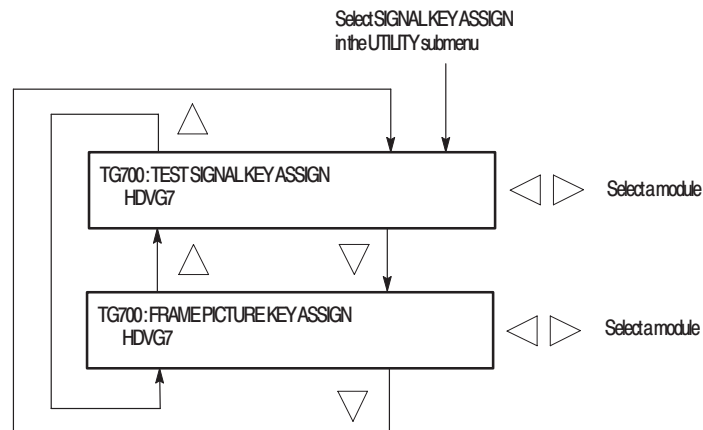 Select SIGNAL KEY ASSIGN
in the UTILITY submenu
TG700 : TEST SIGNAL KEY ASSIGN
HDVG7
Select a module
TG700 : FRAME PICTURE KEY ASSIGN
HDVG7
Select a module